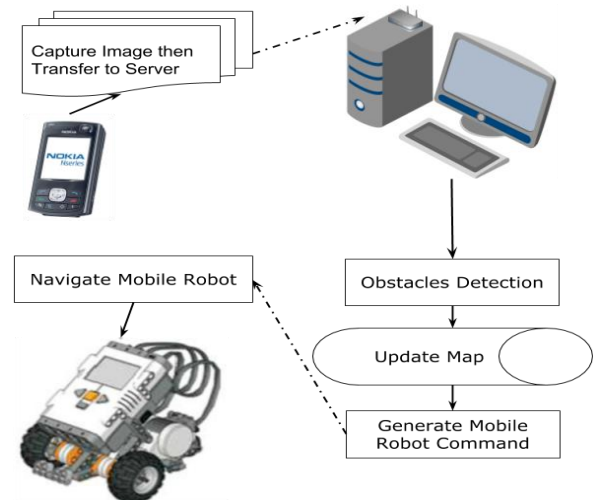 Capture Image then
Transfer to Server
NOKIA
Nseries
Navigate Mobile Robot
Obstacles Detection
Update Map
Generate Mobile
Robot Command